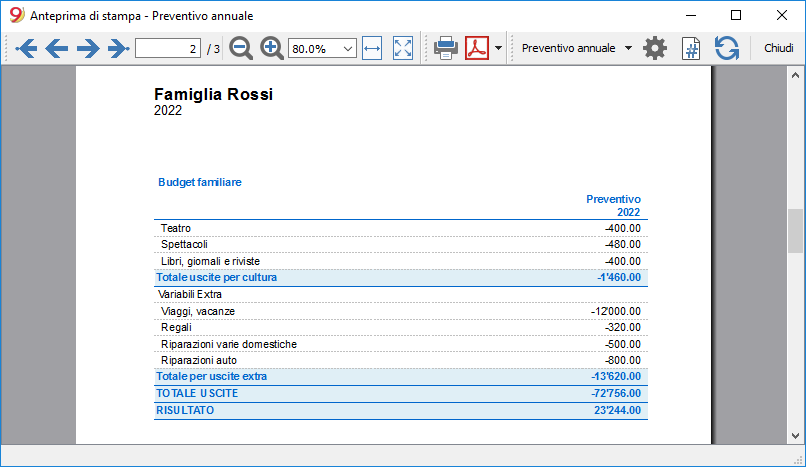 Anteprima di stampa - Preventivo annuale
2 / 3 80.0% Preventivo annuale Chiudi
Famiglia Rossi
2022
Budget familiare
Preventivo
2022
Teatro -400.00
Spettacoli -480.00
Libri, giornali e riviste -400.00
Totale uscite per cultura -1'460.00
Variabili Extra
Viaggi, vacanze -12'000.00
Regali -320.00
Riparazioni varie domestiche -500.00
Riparazioni auto -800.00
Totale per uscite extra -13'620.00
TOTALE USCITE -72'756.00
RISULTATO 23'244.00